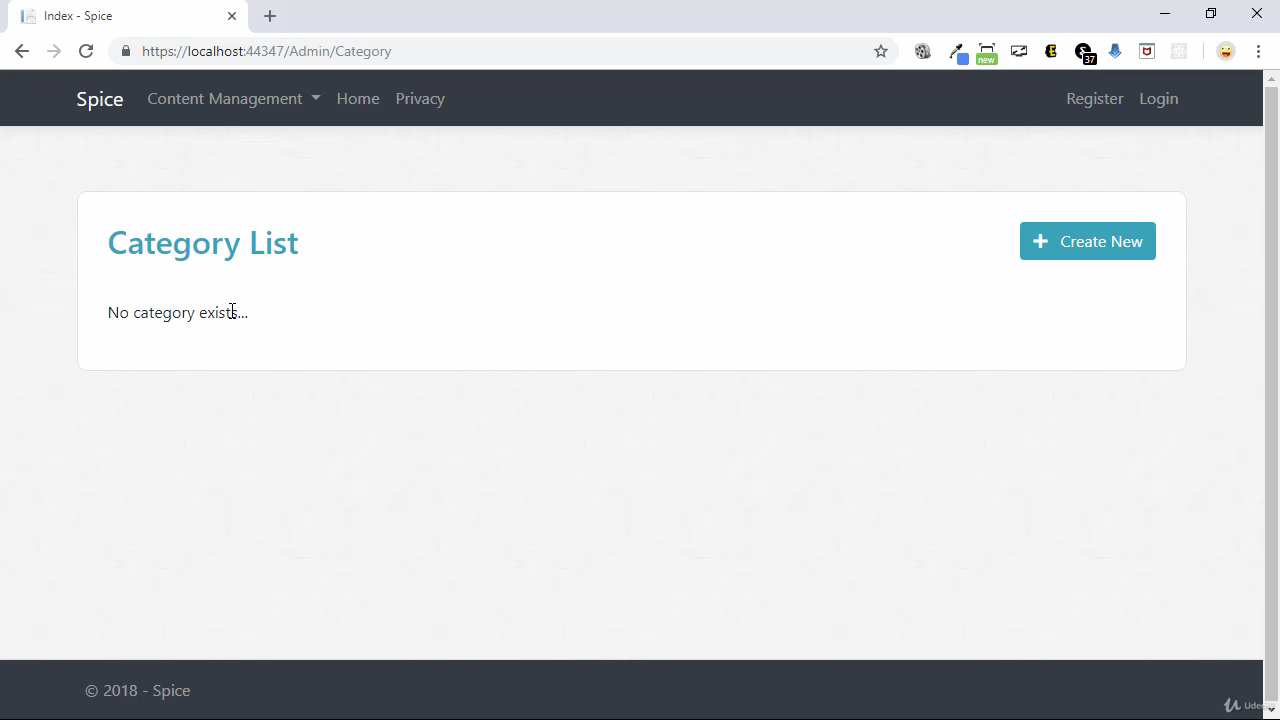 Index - Spice
https://localhost:44347/Admin/Category
new
37
Spice Content Management Home Privacy Register Login
Category List
Create New
No category exists...
© 2018 - Spice
Udemy